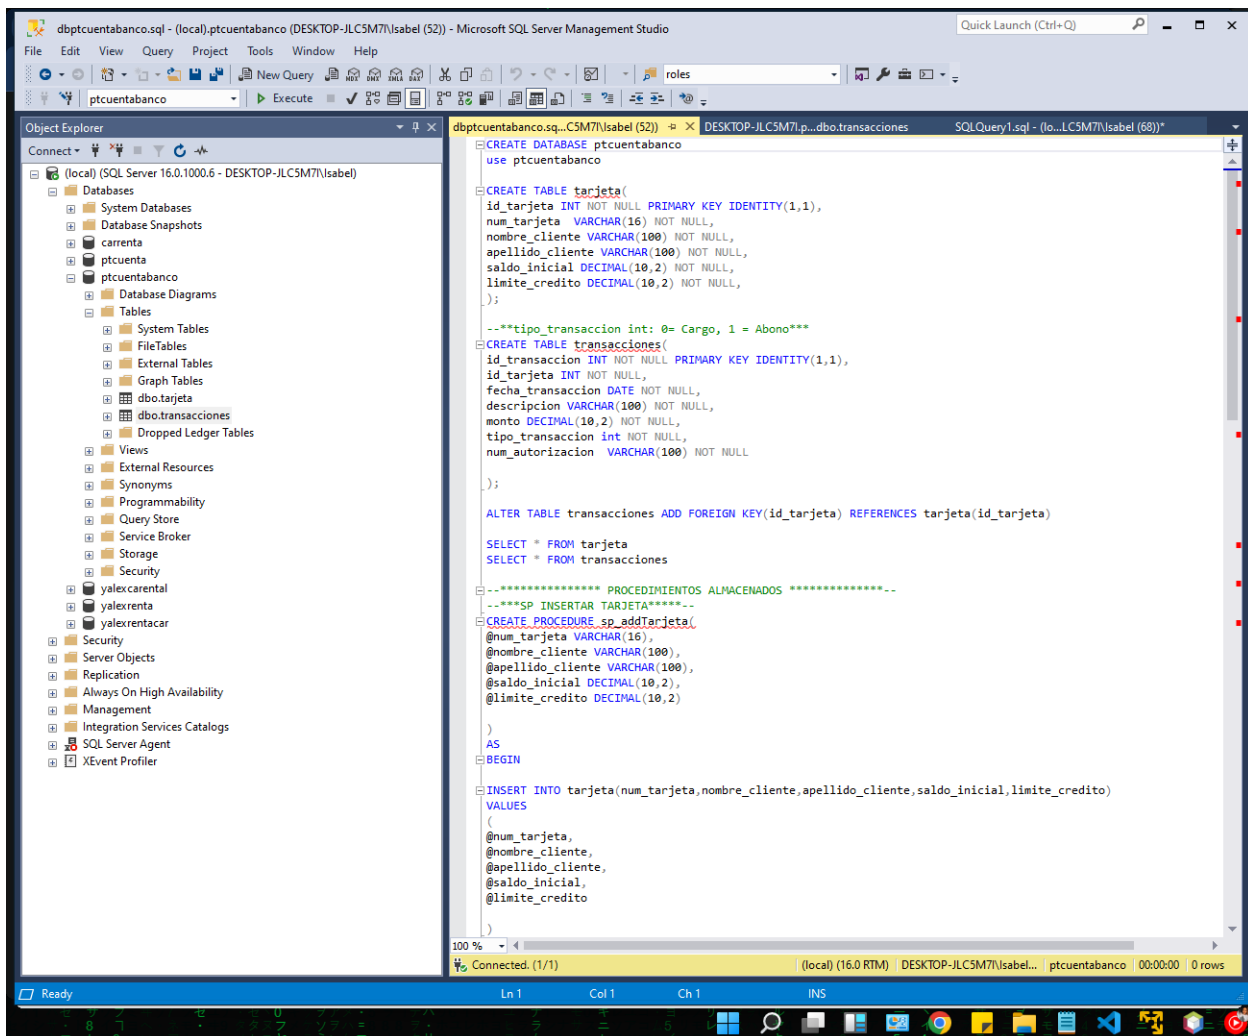 dbptcuentabanco.sql - (local).ptcuentabanco (DESKTOP-JLC5M7I\Isabel (52)) - Microsoft SQL Server Management Studio
Quick Launch (Ctrl+Q)
File Edit View Query Project Tools Window Help
New Query MDX DMX XMLA DAX roles
ptcuentabanco Execute
Object Explorer
Connect
(local) (SQL Server 16.0.1000.6 - DESKTOP-JLC5M7I\Isabel)
Databases
System Databases
Database Snapshots
carrenta
ptcuenta
ptcuentabanco
Database Diagrams
Tables
System Tables
FileTables
External Tables
Graph Tables
dbo.tarjeta
dbo.transacciones
Dropped Ledger Tables
Views
External Resources
Synonyms
Programmability
Query Store
Service Broker
Storage
Security
yalexcarental
yalexrenta
yalexrentacar
Security
Server Objects
Replication
Always On High Availability
Management
Integration Services Catalogs
SQL Server Agent
XEvent Profiler
dbptcuentabanco.sq...C5M7I\Isabel (52)) DESKTOP-JLC5M7I.p...dbo.transacciones SQLQuery1.sql - (lo...LC5M7I\Isabel (68))*
CREATE DATABASE ptcuentabanco
use ptcuentabanco
CREATE TABLE tarjeta(
id_tarjeta INT NOT NULL PRIMARY KEY IDENTITY(1,1),
num_tarjeta  VARCHAR(16) NOT NULL,
nombre_cliente VARCHAR(100) NOT NULL,
apellido_cliente VARCHAR(100) NOT NULL,
saldo_inicial DECIMAL(10,2) NOT NULL,
limite_credito DECIMAL(10,2) NOT NULL,
);
--**tipo_transaccion int: 0= Cargo, 1 = Abono***
CREATE TABLE transacciones(
id_transaccion INT NOT NULL PRIMARY KEY IDENTITY(1,1),
id_tarjeta INT NOT NULL,
fecha_transaccion DATE NOT NULL,
descripcion VARCHAR(100) NOT NULL,
monto DECIMAL(10,2) NOT NULL,
tipo_transaccion int NOT NULL,
num_autorizacion  VARCHAR(100) NOT NULL
);
ALTER TABLE transacciones ADD FOREIGN KEY(id_tarjeta) REFERENCES tarjeta(id_tarjeta)
SELECT * FROM tarjeta
SELECT * FROM transacciones
--*************** PROCEDIMIENTOS ALMACENADOS **************--
--***SP INSERTAR TARJETA*****--
CREATE PROCEDURE sp_addTarjeta(
@num_tarjeta VARCHAR(16),
@nombre_cliente VARCHAR(100),
@apellido_cliente VARCHAR(100),
@saldo_inicial DECIMAL(10,2),
@limite_credito DECIMAL(10,2)
)
AS
BEGIN
INSERT INTO tarjeta(num_tarjeta,nombre_cliente,apellido_cliente,saldo_inicial,limite_credito)
VALUES
(
@num_tarjeta,
@nombre_cliente,
@apellido_cliente,
@saldo_inicial,
@limite_credito
)
100 %
Connected. (1/1) (local) (16.0 RTM) DESKTOP-JLC5M7I\Isabel... ptcuentabanco 00:00:00 0 rows
Ready Ln 1 Col 1 Ch 1 INS